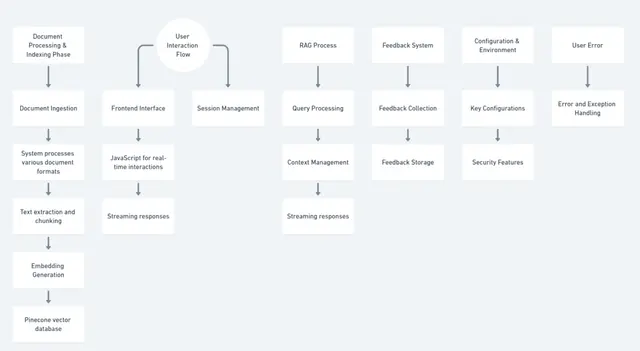 Document
Processing &
Indexing Phase
User
Interaction
Flow
RAG Process
Feedback System
Configuration &
Environment
User Error
Document Ingestion
Frontend Interface
Session Management
Query Processing
Feedback Collection
Key Configurations
Error and Exception
Handling
System processes
various document
formats
JavaScript for real-
time interactions
Context Management
Feedback Storage
Security Features
Text extraction and
chunking
Streaming responses
Streaming responses
Embedding
Generation
Pinecone vector
database